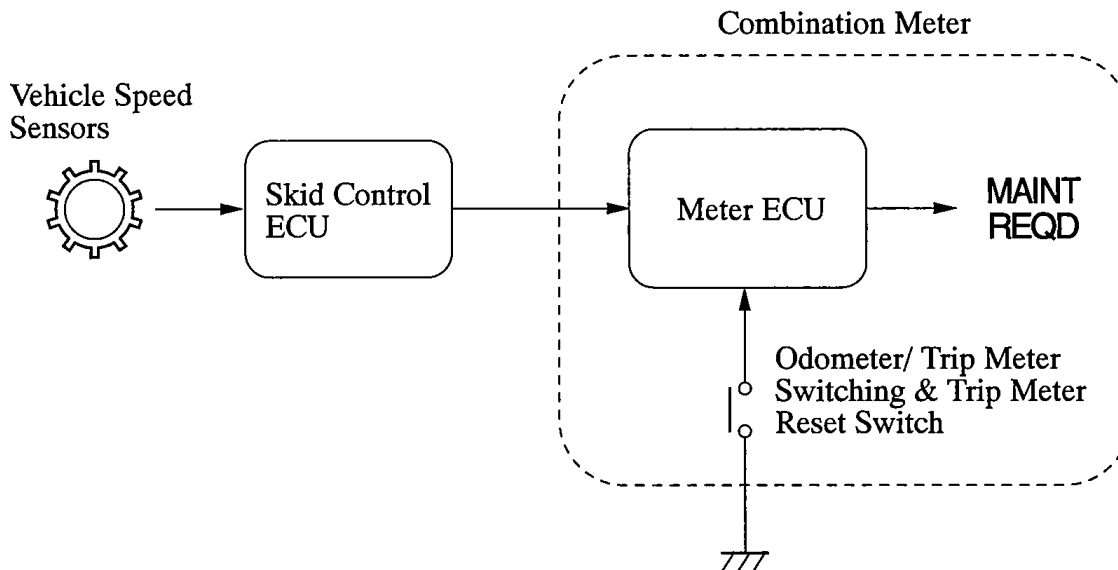 Combination Meter
Vehicle Speed
Sensors
Skid Control
ECU
Meter ECU
MAINT
REQD
Odometer/ Trip Meter
Switching & Trip Meter
Reset Switch